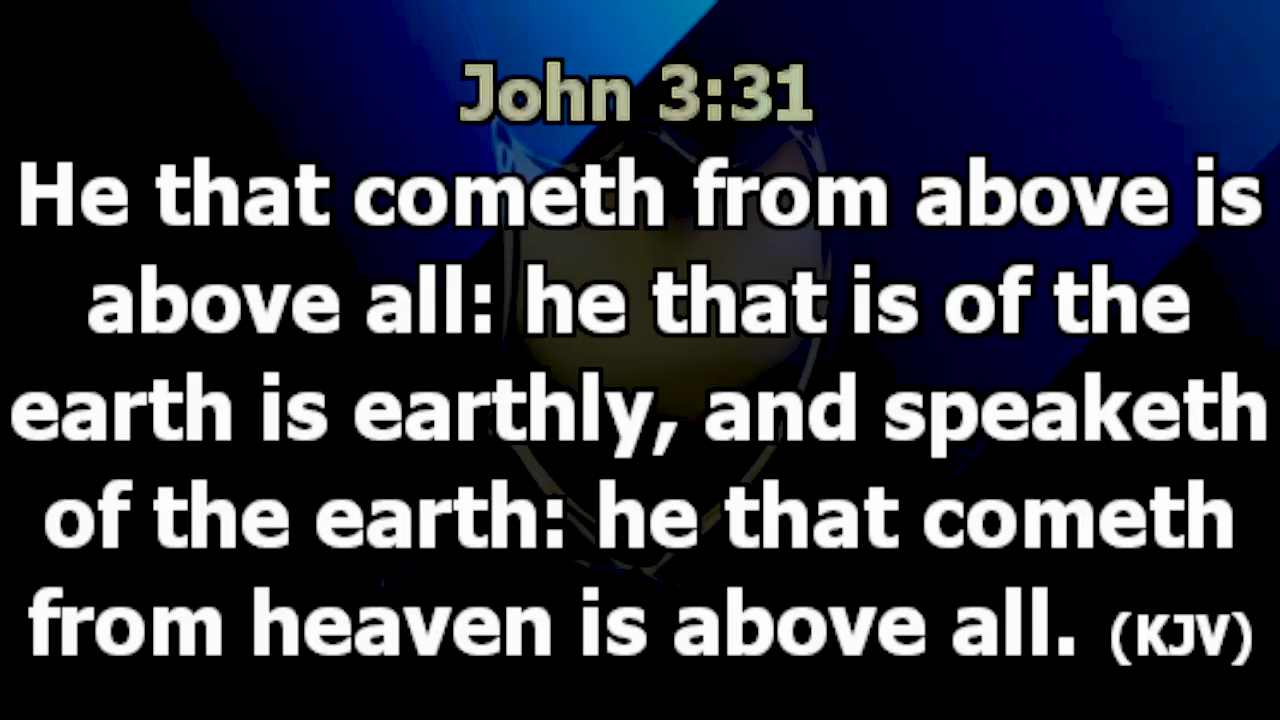 John 3:31
He that cometh from above is
above all: he that is of the
earth is earthly, and speaketh
of the earth: he that cometh
from heaven is above all. (KJV)